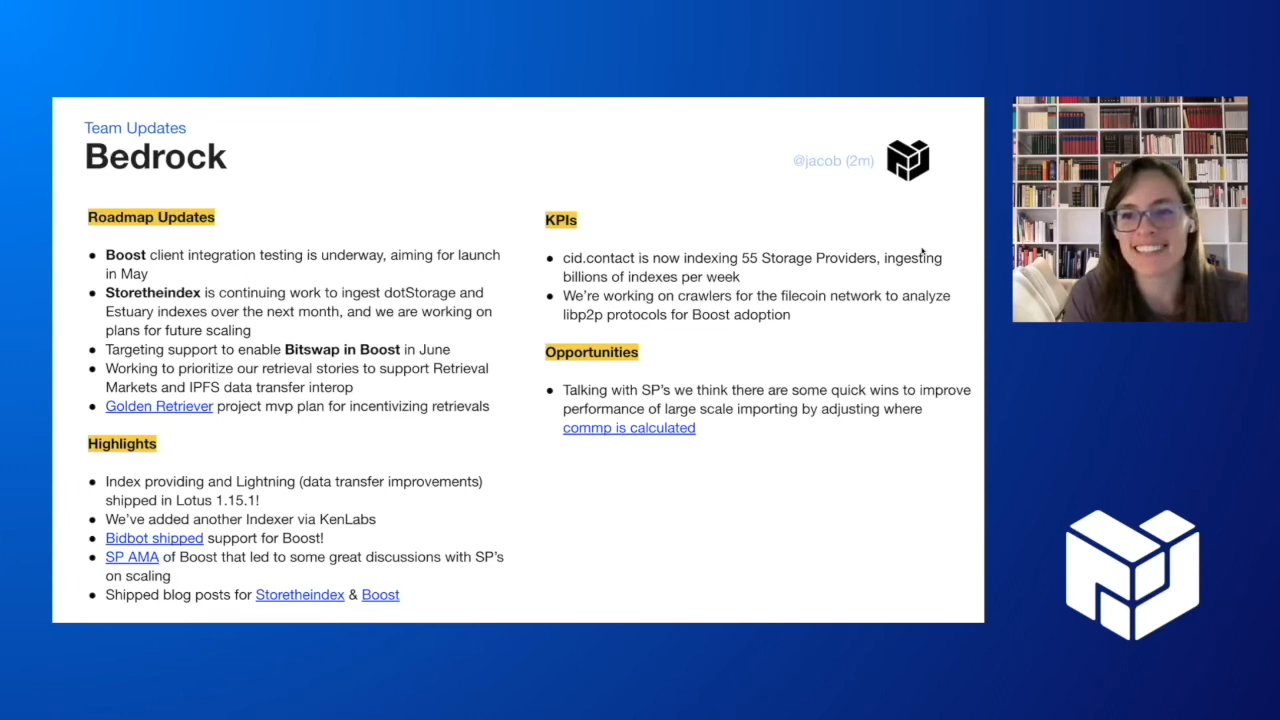 Team Updates
Bedrock
@jacob (2m)
Roadmap Updates
● Boost client integration testing is underway, aiming for launch
in May
● Storetheindex is continuing work to ingest dotStorage and
Estuary indexes over the next month, and we are working on
plans for future scaling
● Targeting support to enable Bitswap in Boost in June
● Working to prioritize our retrieval stories to support Retrieval
Markets and IPFS data transfer interop
● Golden Retriever project mvp plan for incentivizing retrievals
Highlights
● Index providing and Lightning (data transfer improvements)
shipped in Lotus 1.15.1!
● We’ve added another Indexer via KenLabs
● Bidbot shipped support for Boost!
● SP AMA of Boost that led to some great discussions with SP’s
on scaling
● Shipped blog posts for Storetheindex & Boost
KPIs
● cid.contact is now indexing 55 Storage Providers, ingesting
billions of indexes per week
● We’re working on crawlers for the filecoin network to analyze
libp2p protocols for Boost adoption
Opportunities
● Talking with SP’s we think there are some quick wins to improve
performance of large scale importing by adjusting where
commp is calculated